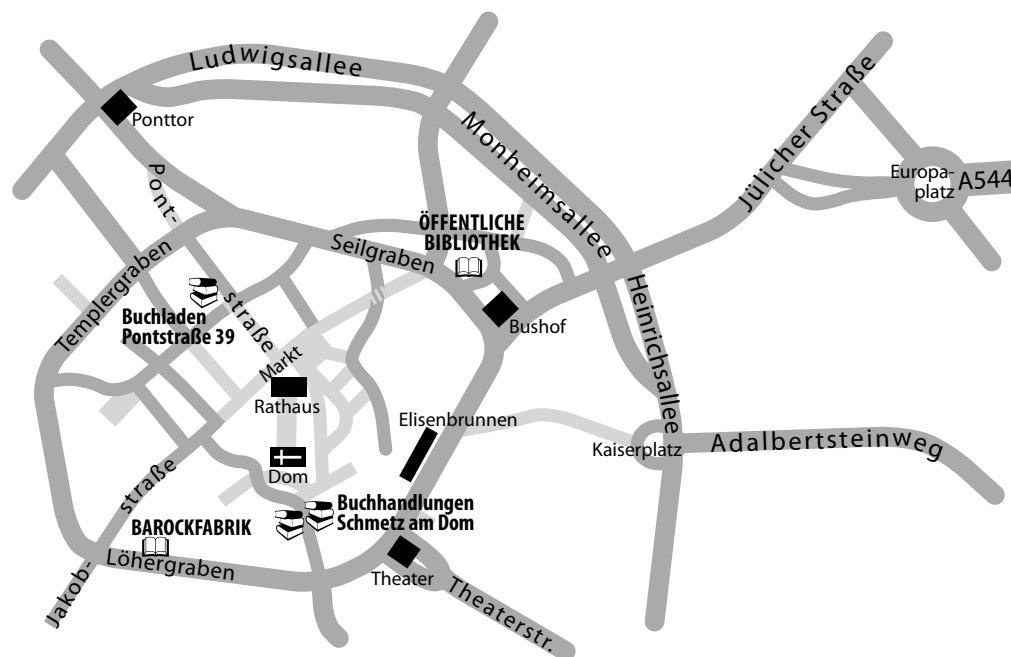 Ludwigsallee
Ponttor
Monheimsallee
Jülicher Straße
Europa-
platz
A544
Pont-
straße
ÖFFENTLICHE
BIBLIOTHEK
Seilgraben
Templergraben
Buchladen
Pontstraße 39
Bushof
Heinrichsallee
Markt
Rathaus
Elisenbrunnen
Kaiserplatz
Adalbertsteinweg
Dom
Buchhandlungen
Schmetz am Dom
BAROCKFABRIK
Jakob-
straße
Löhergraben
Theater
Theaterstr.